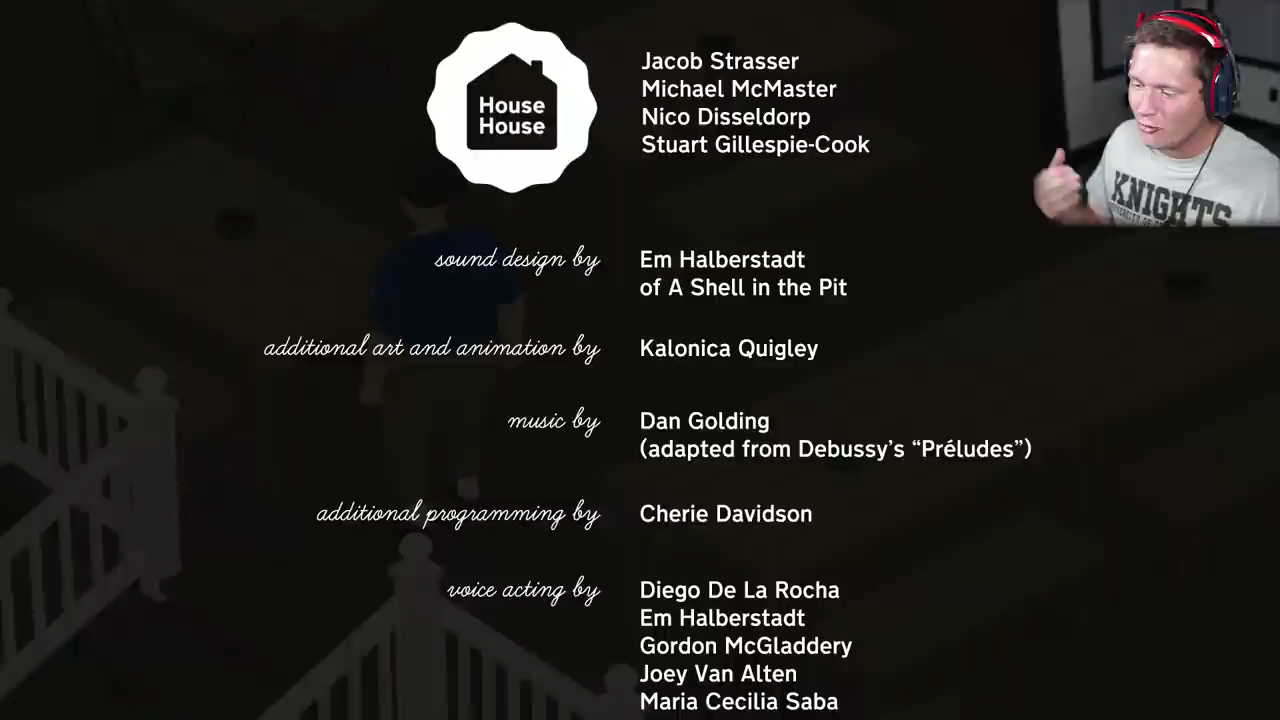 House
House
Jacob Strasser
Michael McMaster
Nico Disseldorp
Stuart Gillespie-Cook
KNIGHTS
sound design by
Em Halberstadt
of A Shell in the Pit
additional art and animation by
Kalonica Quigley
music by
Dan Golding
(adapted from Debussy's “Préludes”)
additional programming by
Cherie Davidson
voice acting by
Diego De La Rocha
Em Halberstadt
Gordon McGladdery
Joey Van Alten
Maria Cecilia Saba